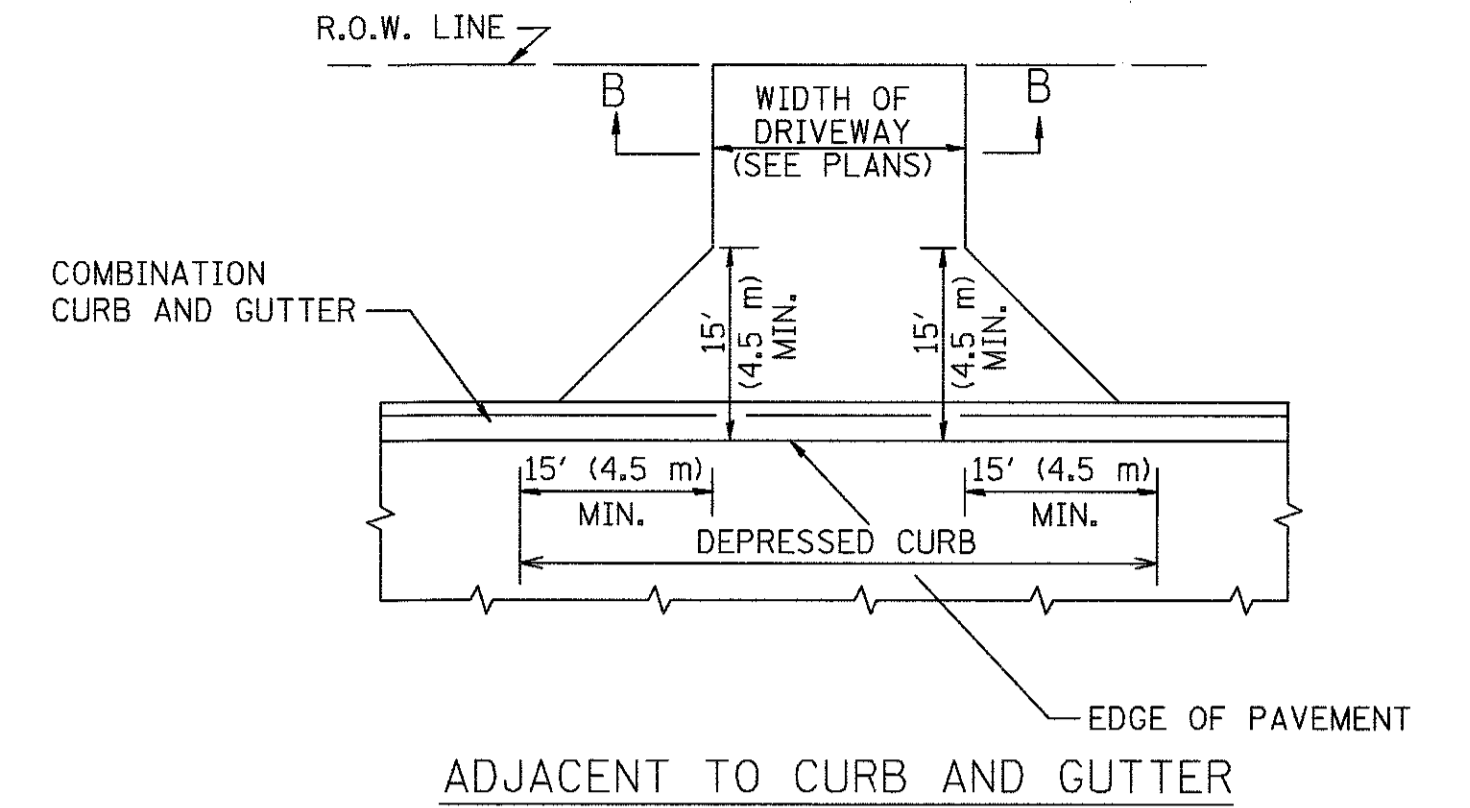 R.O.W. LINE
B
B
WIDTH OF
DRIVEWAY
(SEE PLANS)
COMBINATION
CURB AND GUTTER
15'
(4.5 m)
MIN.
15'
(4.5 m)
MIN.
15' (4.5 m)
MIN.
15' (4.5 m)
MIN.
DEPRESSED CURB
EDGE OF PAVEMENT
ADJACENT TO CURB AND GUTTER